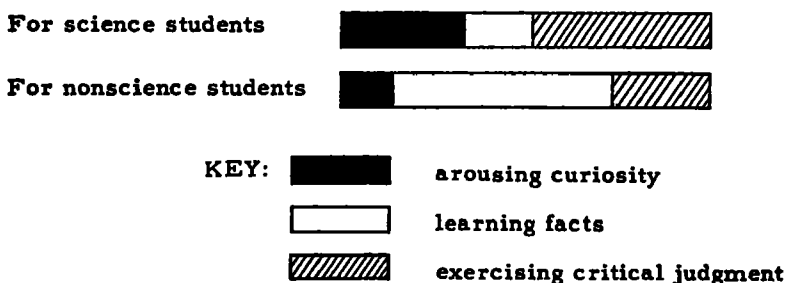 For science students
For nonscience students
KEY: arousing curiosity
learning facts
exercising critical judgment